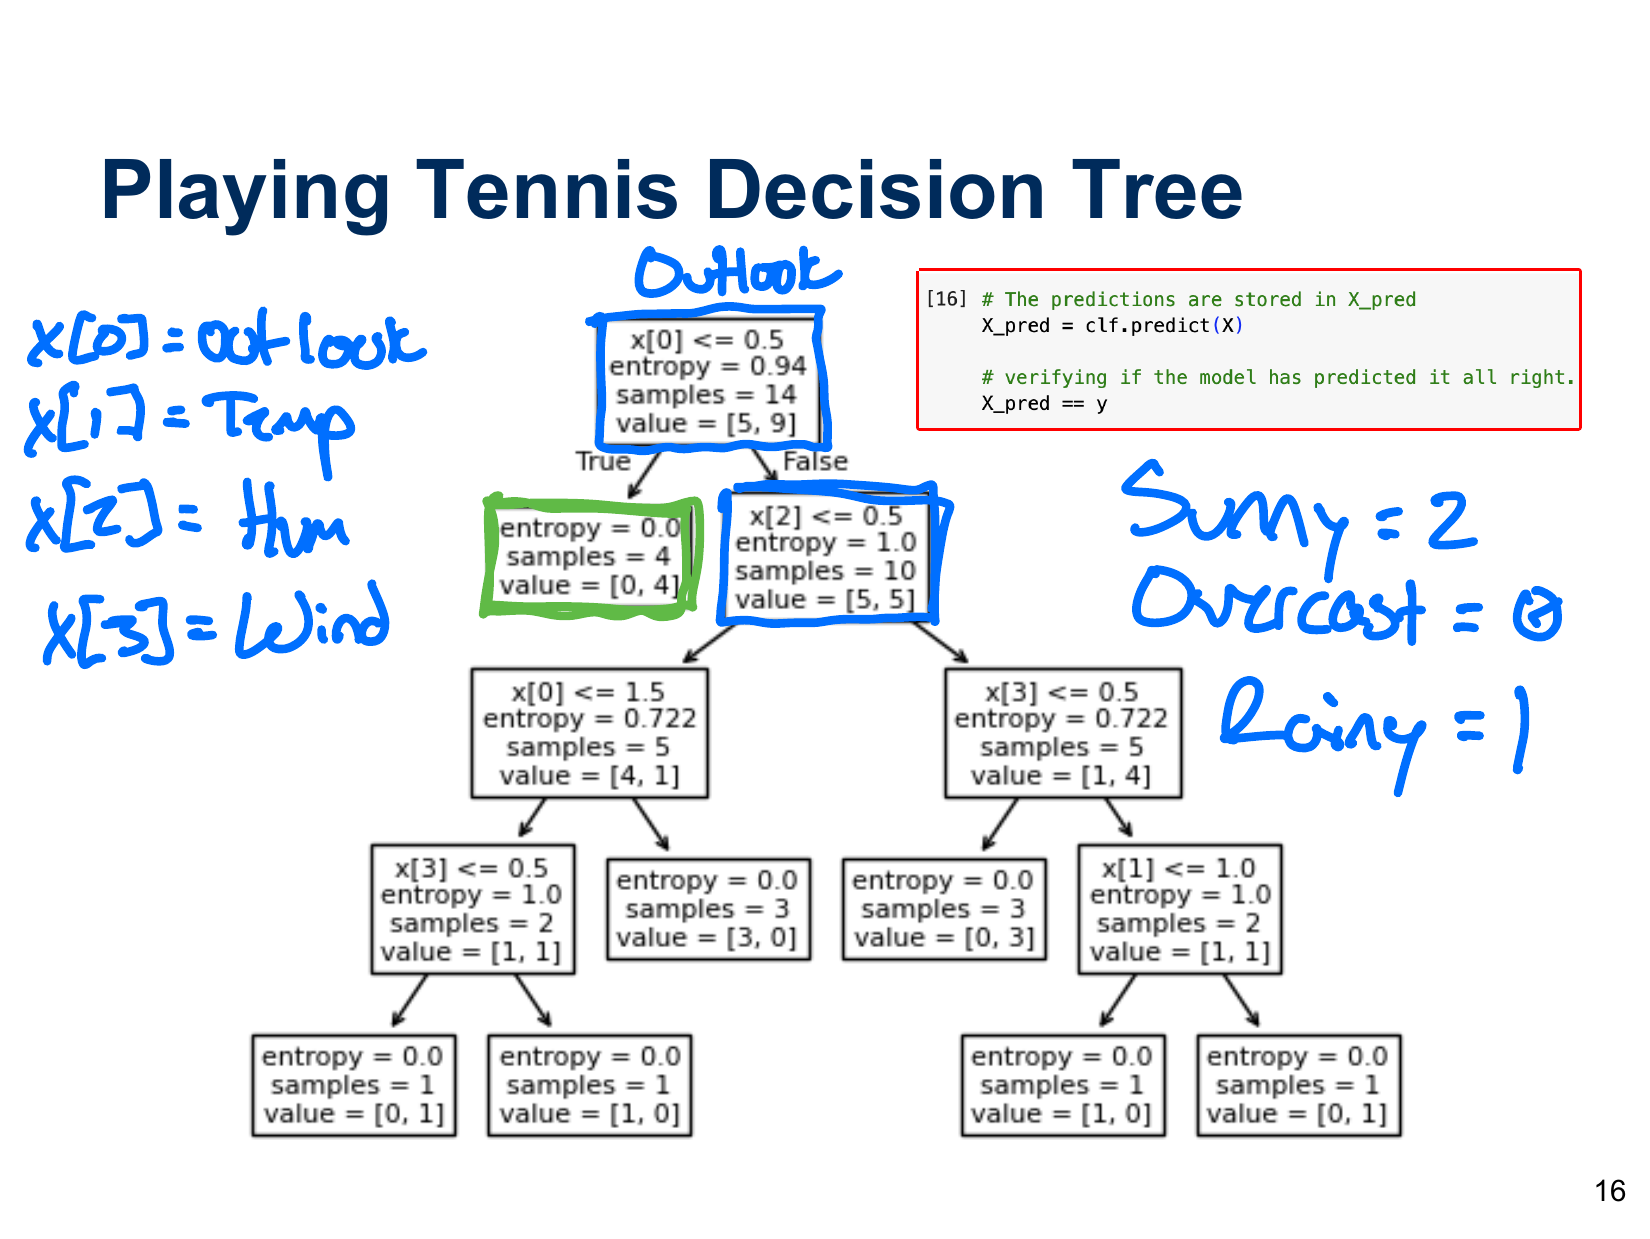 Playing Tennis Decision Tree
Outlook
x[0] = outlook
x[1] = Temp
x[2] = Hum
x[3] = Wind
[16] # The predictions are stored in X_pred
X_pred = clf.predict(X)
# verifying if the model has predicted it all right.
X_pred == y
Sunny = 2
Overcast = 0
Rainy = 1
x[0] <= 0.5
entropy = 0.94
samples = 14
value = [5, 9]
True
False
entropy = 0.0
samples = 4
value = [0, 4]
x[2] <= 0.5
entropy = 1.0
samples = 10
value = [5, 5]
x[0] <= 1.5
entropy = 0.722
samples = 5
value = [4, 1]
x[3] <= 0.5
entropy = 0.722
samples = 5
value = [1, 4]
x[3] <= 0.5
entropy = 1.0
samples = 2
value = [1, 1]
entropy = 0.0
samples = 3
value = [3, 0]
entropy = 0.0
samples = 3
value = [0, 3]
x[1] <= 1.0
entropy = 1.0
samples = 2
value = [1, 1]
entropy = 0.0
samples = 1
value = [0, 1]
entropy = 0.0
samples = 1
value = [1, 0]
entropy = 0.0
samples = 1
value = [1, 0]
entropy = 0.0
samples = 1
value = [0, 1]
16